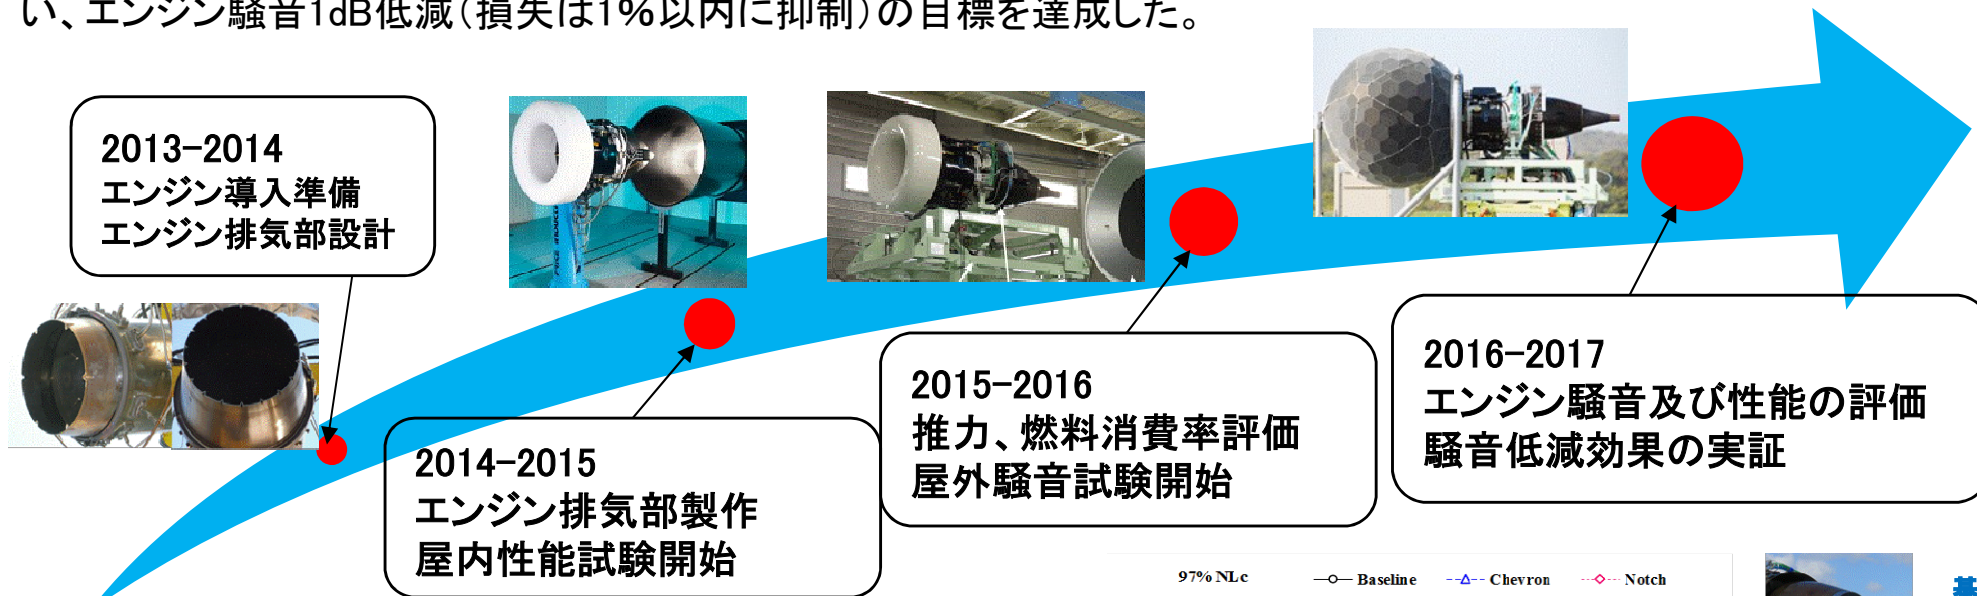 い、エンジン騒音1dB低減(損失は1%以内に抑制)の目標を達成した。
2013-2014
エンジン導入準備
エンジン排気部設計
2014-2015
エンジン排気部製作
屋内性能試験開始
2015-2016
推力、燃料消費率評価
屋外騒音試験開始
2016-2017
エンジン騒音及び性能の評価
騒音低減効果の実証
97% NLc Baseline Chevron Notch